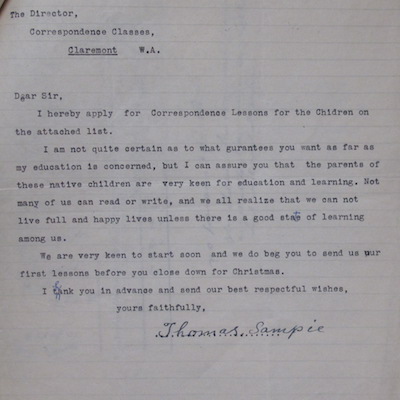 The Director,
Correspondence Classes,
Claremont W.A.
Dgar Sir,
I hereby apply for Correspondence Lessons for the Chidren on
the attached list.
I am not quite certain as to what gurantees you want as far as
my education is concerned, but I can assure you that the parents of
these native children are very keen for education and learning. Not
many of us can read or write, and we all realize that we can not
live full and happy lives unless there is a good stat of learning
among us.
We are very keen to start soon and we do beg you to send us our
first lessons before you close down for Christmas.
I thank you in advance and send our best respectful wishes,
yours faithfully,
Thomas Sampie